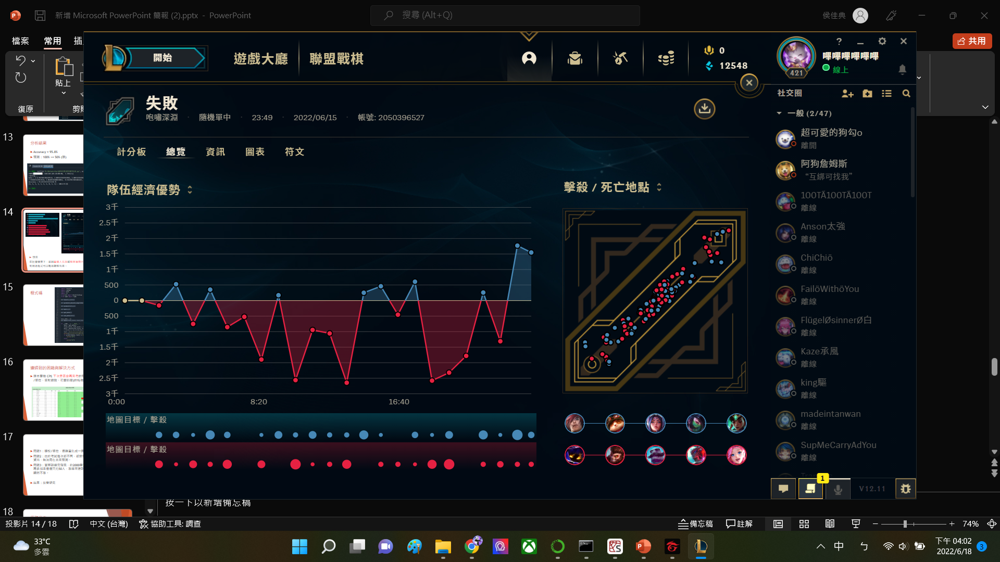 新增 Microsoft PowerPoint 簡報 (2).pptx - PowerPoint
搜尋 (Alt+Q)
侯佳典
檔案
常用
共用
貼上
復原
開始
遊戲大廳
聯盟戰棋
0
12548
421
嗶嗶嗶嗶嗶嗶
線上
失敗
咆嘯深淵 · 隨機單中 · 23:49 · 2022/06/15 · 帳號: 2050396527
計分板
總覽
資訊
圖表
符文
隊伍經濟優勢
3千
2.5千
2千
1.5千
1千
500
0
500
1千
1.5千
2千
2.5千
3千
0:00
8:20
16:40
地圖目標 / 擊殺
地圖目標 / 擊殺
擊殺 / 死亡地點
社交圈
一般 (2/47)
超可愛的狗勾o
離開
阿狗詹姆斯
“互綁可找我”
100TÃ100TÃ100T
離線
Anson太強
離線
ChiChiö
離線
FailöWithöYou
離線
FlügelØsinnerØ白
離線
Kaze承風
離線
king驅
離線
madeintanwan
離線
SupMeCarryAdYou
離線
1
V12.11
13
分析結果
Accuracy = 95.8%
14
15
程式碼
16
17
18
按一下以新增備忘稿
投影片 14 / 18
中文 (台灣)
協助工具: 調查
備忘稿
註解
74%
33°C
多雲
中
ㄣ
下午 04:02
2022/6/18
3